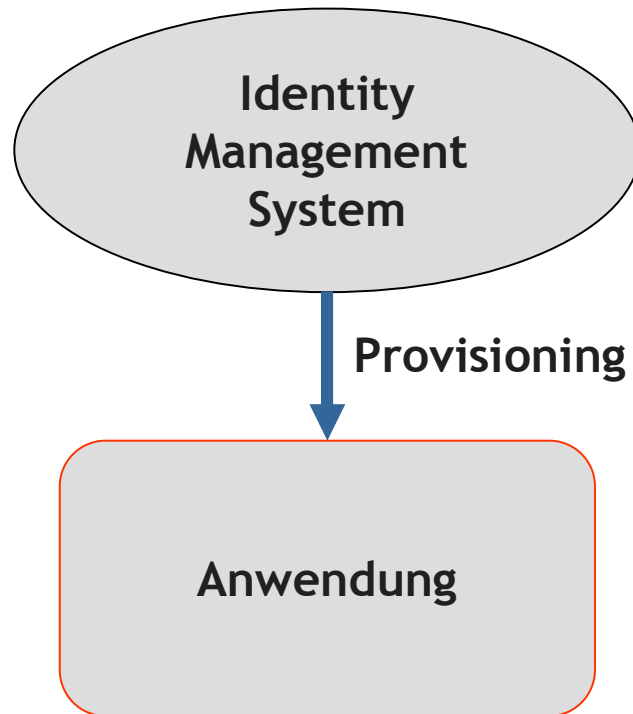 Identity
Management
System
Provisioning
Anwendung